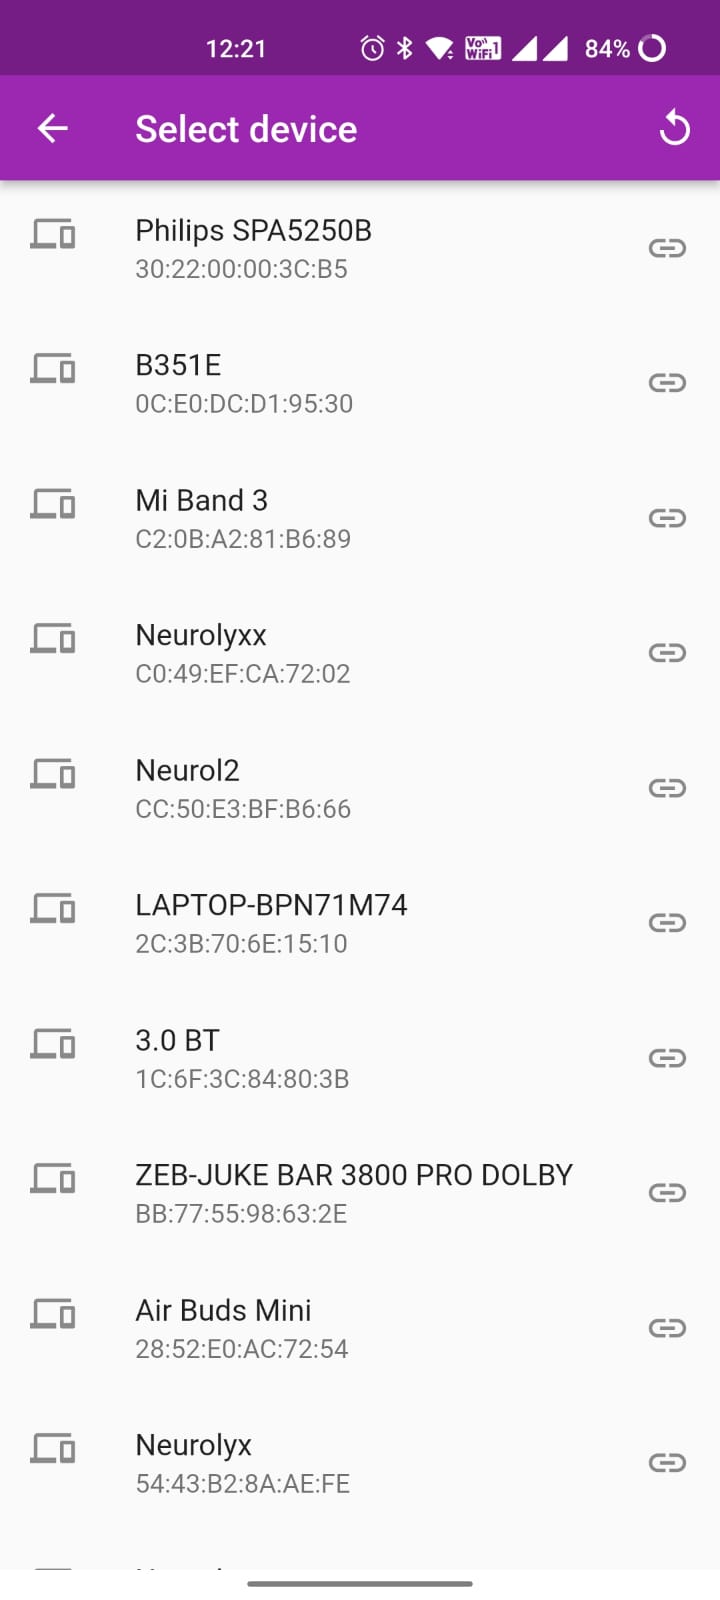 12:21
Vo))
WiFi1
84%
Select device
Philips SPA5250B
30:22:00:00:3C:B5
B351E
0C:E0:DC:D1:95:30
Mi Band 3
C2:0B:A2:81:B6:89
Neurolyxx
C0:49:EF:CA:72:02
Neurol2
CC:50:E3:BF:B6:66
LAPTOP-BPN71M74
2C:3B:70:6E:15:10
3.0 BT
1C:6F:3C:84:80:3B
ZEB-JUKE BAR 3800 PRO DOLBY
BB:77:55:98:63:2E
Air Buds Mini
28:52:E0:AC:72:54
Neurolyx
54:43:B2:8A:AE:FE